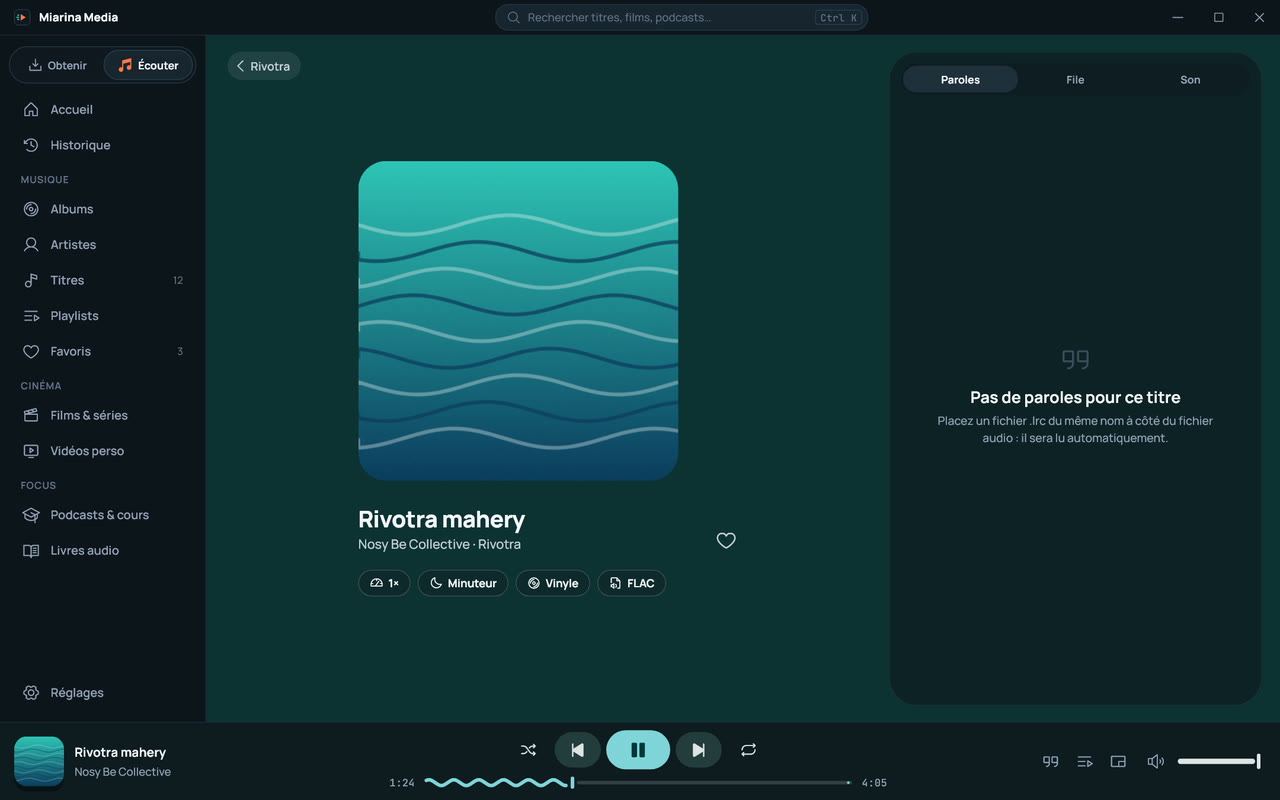 Miarina Media
Rechercher titres, films, podcasts...
Ctrl K
Obtenir
Écouter
Accueil
Historique
MUSIQUE
Albums
Artistes
Titres 12
Playlists
Favoris 3
CINÉMA
Films & séries
Vidéos perso
FOCUS
Podcasts & cours
Livres audio
Réglages
Rivotra
Rivotra mahery
Nosy Be Collective · Rivotra
1×
Minuteur
Vinyle
FLAC
Paroles
File
Son
Pas de paroles pour ce titre
Placez un fichier .lrc du même nom à côté du fichier
audio : il sera lu automatiquement.
Rivotra mahery
Nosy Be Collective
1:24
4:05